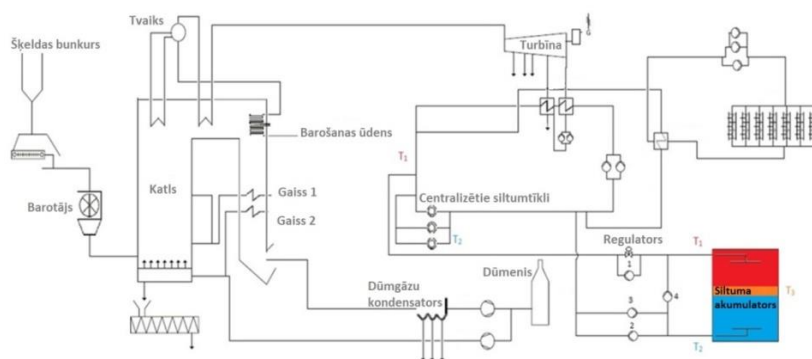 Tvaiks
Šķeldas bunkurs
Turbīna
Barošanas ūdens
T₁
Katls
Gaiss 1
Centralizētie siltumtīkli
Barotājs
Gaiss 2
T₂
Regulators
T₁
1
Dūmenis
Dūmgāzu
kondensators
Siltuma
akumulators
T₃
4
3
2
T₂